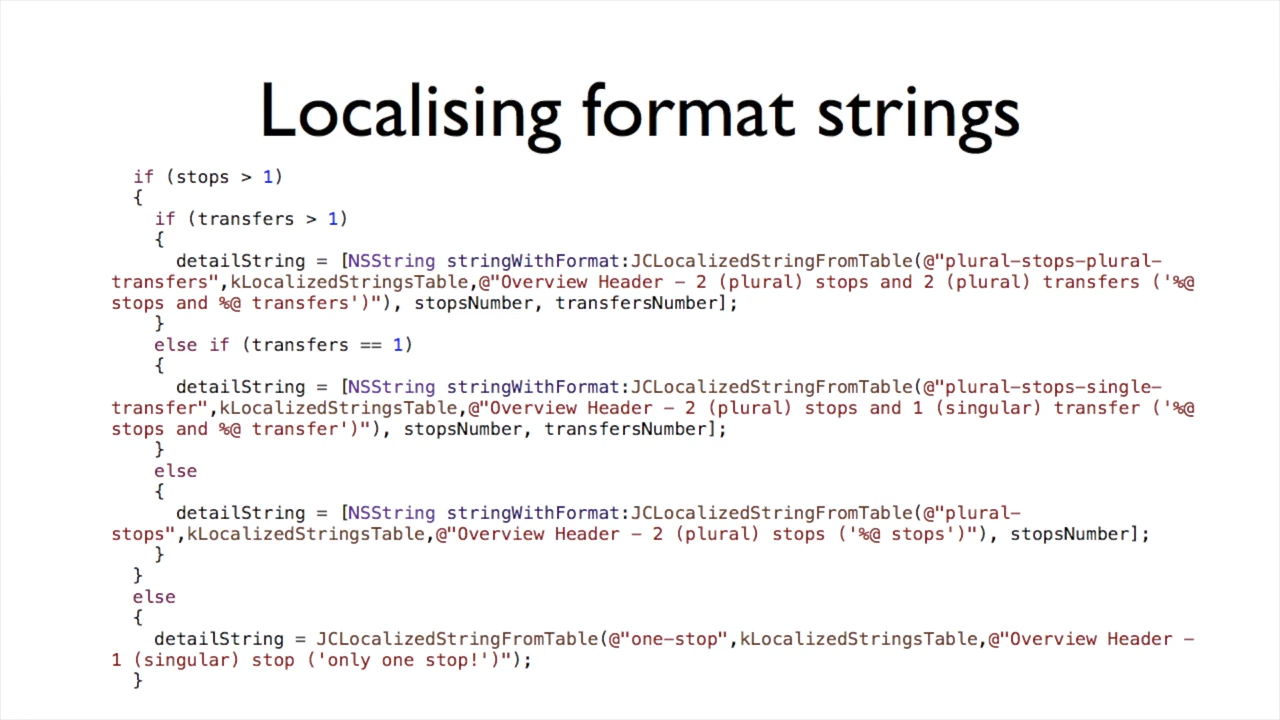 Localising format strings
if (stops > 1)
{
if (transfers > 1)
{
detailString = [NSString stringWithFormat:JCLocalizedStringFromTable(@"plural-stops-plural-
transfers",kLocalizedStringsTable,@"Overview Header - 2 (plural) stops and 2 (plural) transfers ('%@
stops and %@ transfers')"), stopsNumber, transfersNumber];
}
else if (transfers == 1)
{
detailString = [NSString stringWithFormat:JCLocalizedStringFromTable(@"plural-stops-single-
transfer",kLocalizedStringsTable,@"Overview Header - 2 (plural) stops and 1 (singular) transfer ('%@
stops and %@ transfer')"), stopsNumber, transfersNumber];
}
else
{
detailString = [NSString stringWithFormat:JCLocalizedStringFromTable(@"plural-
stops",kLocalizedStringsTable,@"Overview Header - 2 (plural) stops ('%@ stops')"), stopsNumber];
}
}
else
{
detailString = JCLocalizedStringFromTable(@"one-stop",kLocalizedStringsTable,@"Overview Header -
1 (singular) stop ('only one stop!')");
}